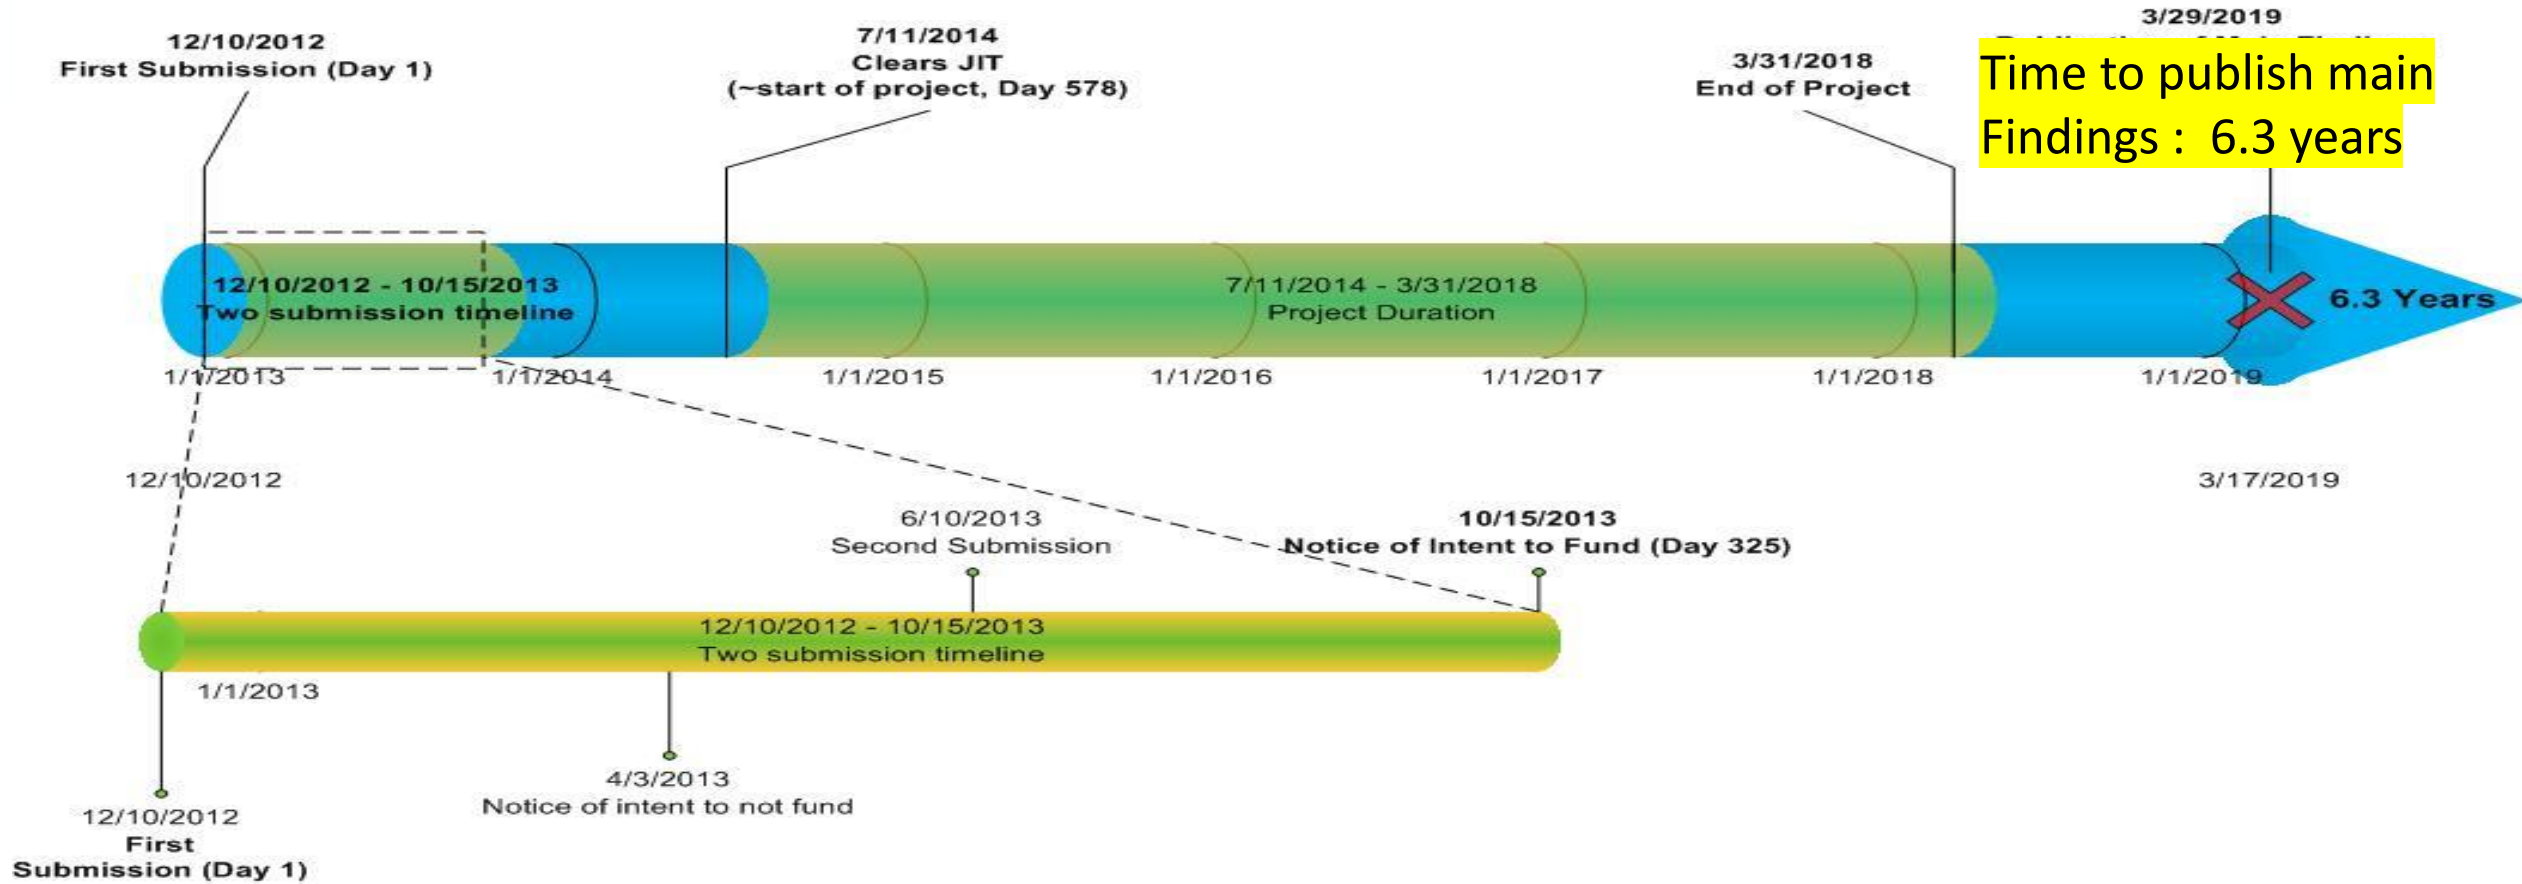 12/10/2012
First Submission (Day 1)
7/11/2014
Clears JIT
(~start of project, Day 578)
3/31/2018
End of Project
3/29/2019
Time to publish main
Findings : 6.3 years
12/10/2012 - 10/15/2013
Two submission timeline
7/11/2014 - 3/31/2018
Project Duration
6.3 Years
1/1/2013
1/1/2014
1/1/2015
1/1/2016
1/1/2017
1/1/2018
1/1/2019
12/10/2012
3/17/2019
6/10/2013
Second Submission
10/15/2013
Notice of Intent to Fund (Day 325)
12/10/2012 - 10/15/2013
Two submission timeline
1/1/2013
4/3/2013
Notice of intent to not fund
12/10/2012
First
Submission (Day 1)